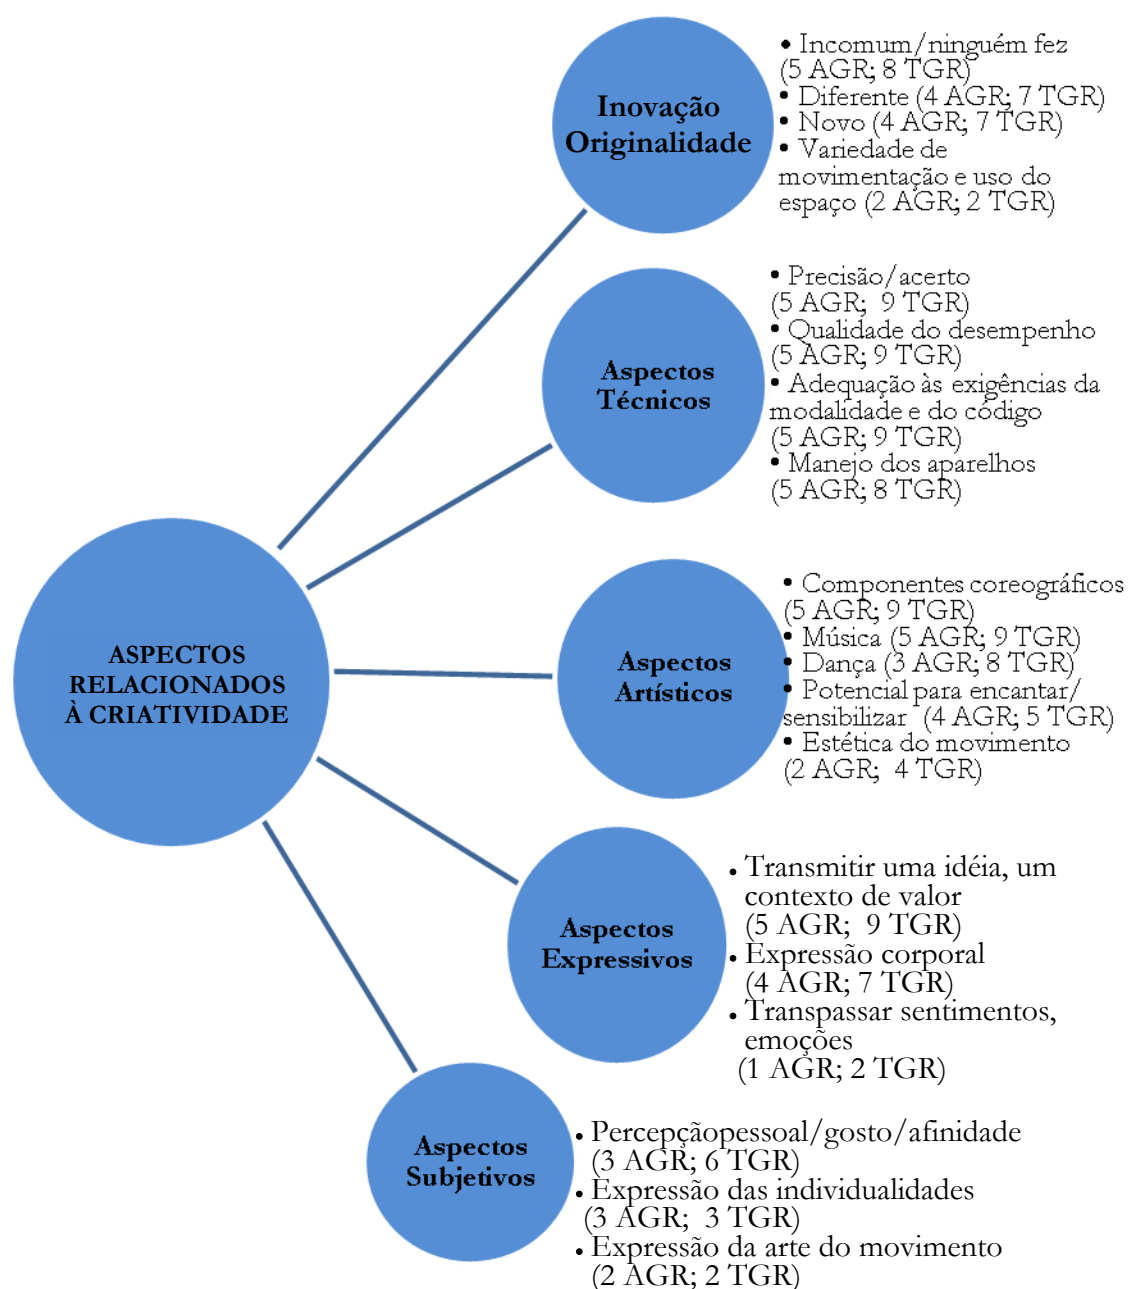 Inovação
Originalidade
• Incomum/ninguém fez
(5 AGR; 8 TGR)
• Diferente (4 AGR; 7 TGR)
• Novo (4 AGR; 7 TGR)
• Variedade de
movimentação e uso do
espaço (2 AGR; 2 TGR)
Aspectos
Técnicos
• Precisão/acerto
(5 AGR; 9 TGR)
• Qualidade do desempenho
(5 AGR; 9 TGR)
• Adequação às exigências da
modalidade e do código
(5 AGR; 9 TGR)
• Manejo dos aparelhos
(5 AGR; 8 TGR)
ASPECTOS
RELACIONADOS
À CRIATIVIDADE
Aspectos
Artísticos
• Componentes coreográficos
(5 AGR; 9 TGR)
• Música (5 AGR; 9 TGR)
• Dança (3 AGR; 8 TGR)
• Potencial para encantar/
sensibilizar (4 AGR; 5 TGR)
• Estética do movimento
(2 AGR; 4 TGR)
Aspectos
Expressivos
• Transmitir uma idéia, um
contexto de valor
(5 AGR; 9 TGR)
• Expressão corporal
(4 AGR; 7 TGR)
• Transpassar sentimentos,
emoções
(1 AGR; 2 TGR)
Aspectos
Subjetivos
• Percepçãopessoal/gosto/afinidade
(3 AGR; 6 TGR)
• Expressão das individualidades
(3 AGR; 3 TGR)
• Expressão da arte do movimento
(2 AGR; 2 TGR)